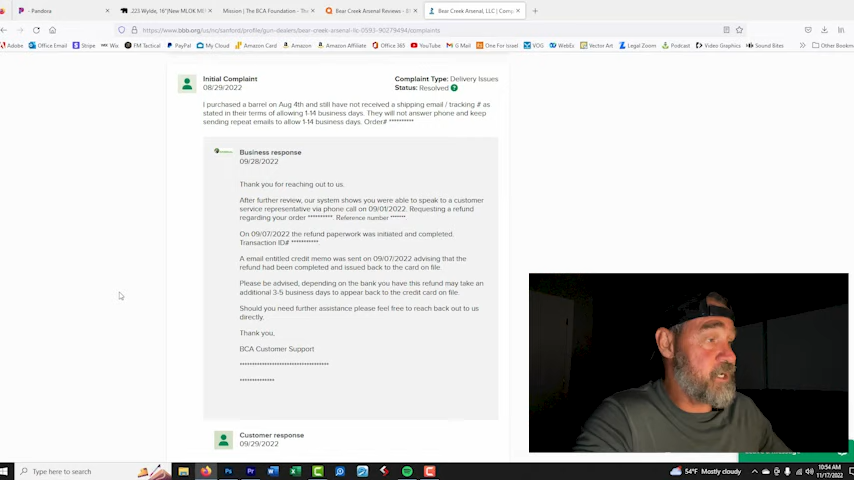 Pandora
.223 Wylde, 16"(New MLOK ME
Mission | The BCA Foundation - Th
Bear Creek Arsenal Reviews - 8
Bear Creek Arsenal, LLC | Comp
https://www.bbb.org/us/nc/sanford/profile/gun-dealers/bear-creek-arsenal-llc-0593-90279494/complaints
Adobe
Office Email
Stripe
Wix
FM Tactical
PayPal
My Cloud
Amazon Card
Amazon
Amazon Affiliate
Office 365
YouTube
G Mail
One For Israel
VOG
WebEx
Vector Art
Legal Zoom
Podcast
Video Graphics
Sound Bites
Other Bookmar
Initial Complaint
08/29/2022
Complaint Type: Delivery Issues
Status: Resolved
I purchased a barrel on Aug 4th and still have not received a shipping email / tracking # as
stated in their terms of allowing 1-14 business days. They will not answer phone and keep
sending repeat emails to allow 1-14 business days. Order# **********
Business response
09/28/2022
Thank you for reaching out to us.
After further review, our system shows you were able to speak to a customer
service representative via phone call on 09/01/2022. Requesting a refund
regarding your order ********** Reference number *******.
On 09/07/2022 the refund paperwork was initiated and completed.
Transaction ID# ***********
A email entitled credit memo was sent on 09/07/2022 advising that the
refund had been completed and issued back to the card on file.
Please be advised, depending on the bank you have this refund may take an
additional 3-5 business days to appear back to the credit card on file.
Should you need further assistance please feel free to reach back out to us
directly.
Thank you,
BCA Customer Support
***********************************
**************
Customer response
09/29/2022
Type here to search
54°F Mostly cloudy
10:54 AM
11/17/2022